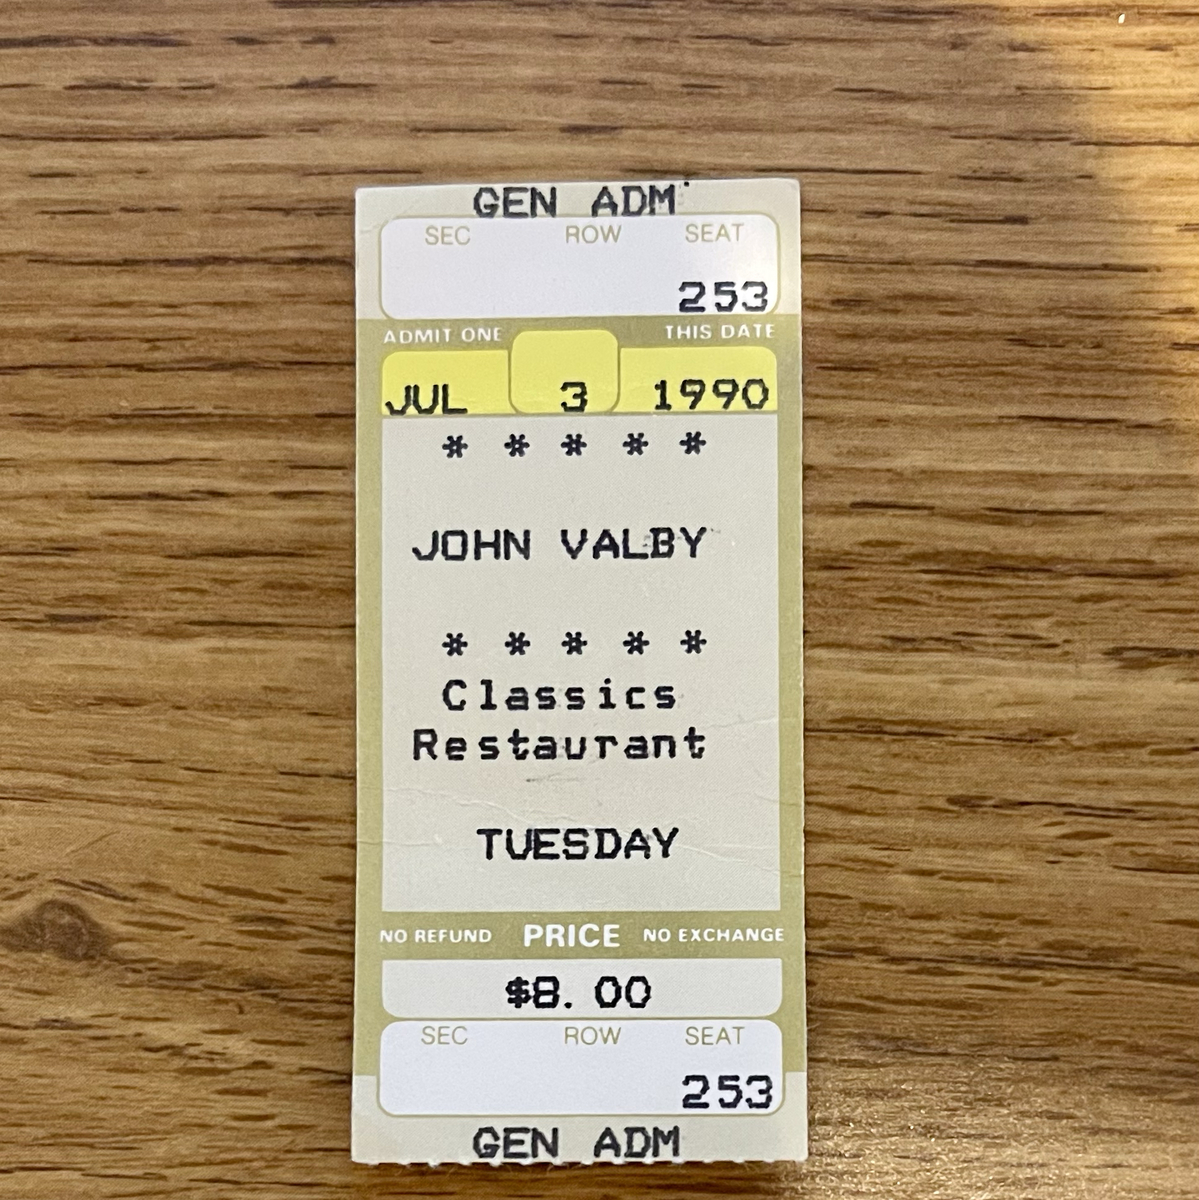 GEN ADM
SEC ROW SEAT
253
ADMIT ONE THIS DATE
JUL 3 1990
* * * * *
JOHN VALBY
* * * * *
Classics
Restaurant
TUESDAY
NO REFUND PRICE NO EXCHANGE
$8.00
SEC ROW SEAT
253
GEN ADM